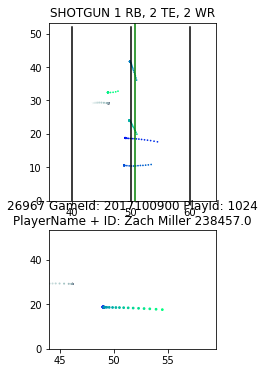 SHOTGUN 1 RB, 2 TE, 2 WR
50
40
30
20
10
0
40 50 60
26967 GameId: 2017100900 PlayId: 1024
PlayerName + ID: Zach Miller 238457.0
40
20
0
45 50 55